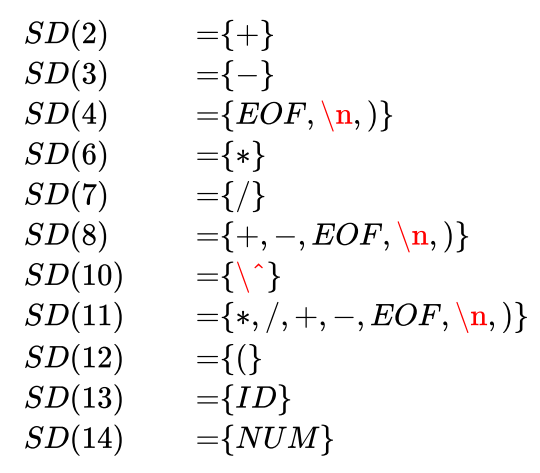 SD(2) ={+}
SD(3) ={−}
SD(4) ={EOF, \n, )}
SD(6) ={∗}
SD(7) ={/}
SD(8) ={+, −, EOF, \n, )}
SD(10) ={\^}
SD(11) ={∗, /, +, −, EOF, \n, )}
SD(12) ={(}
SD(13) ={ID}
SD(14) ={NUM}